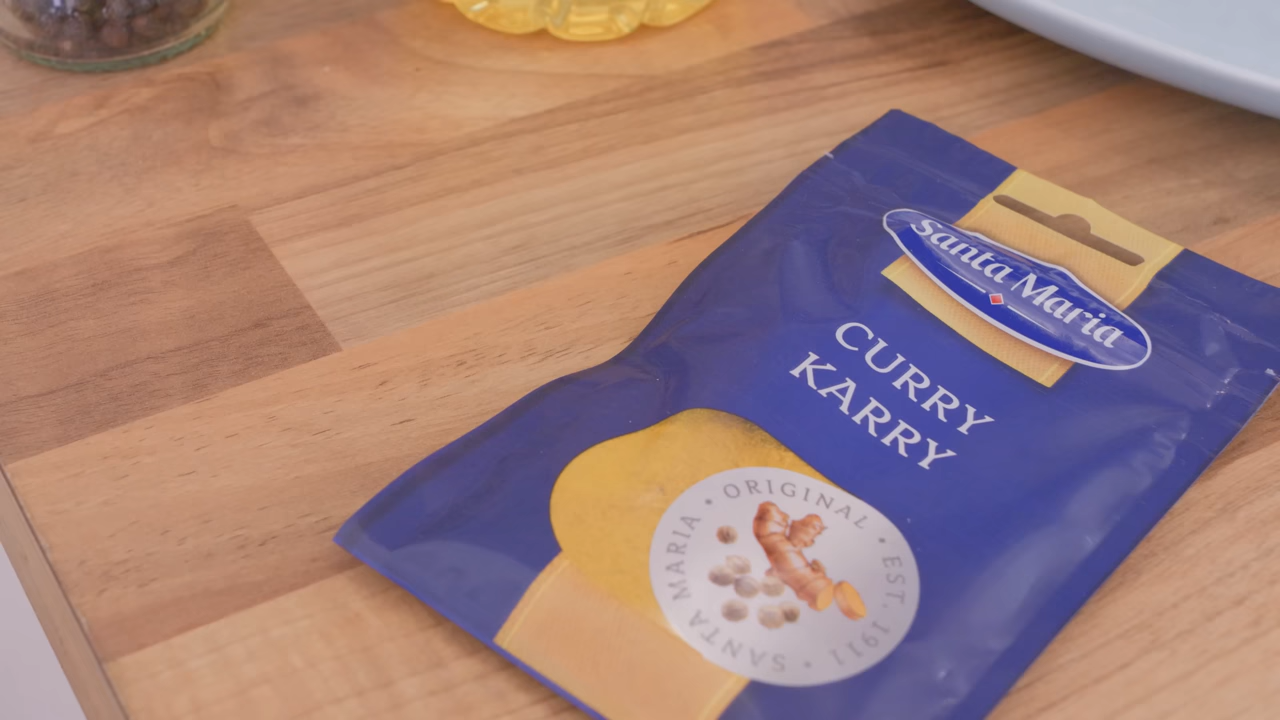 Santa Maria
CURRY
KARRY
ORIGINAL • EST. 1911 • SANTA MARIA •